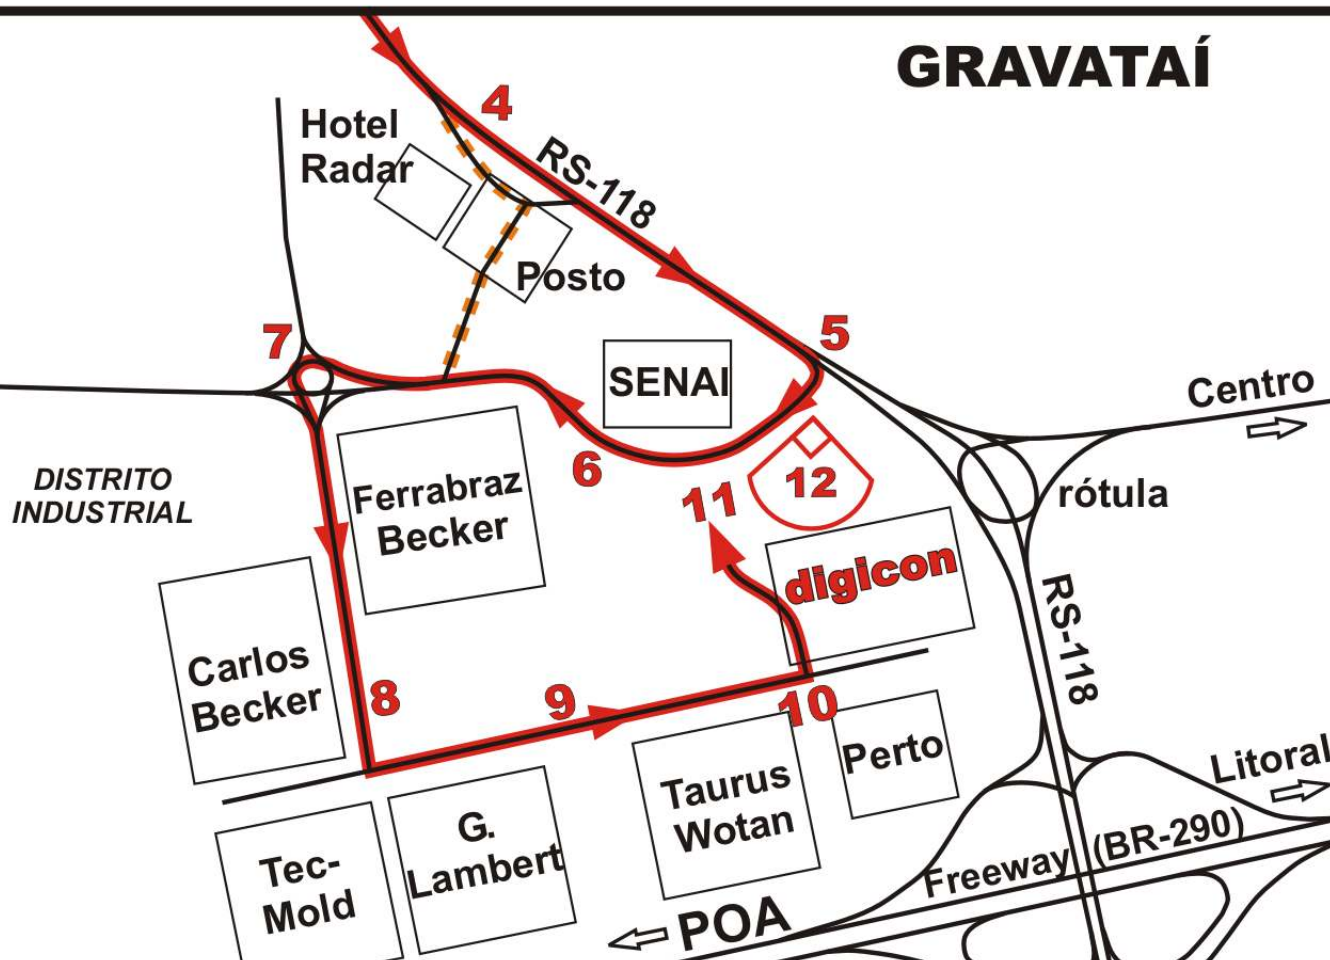 GRAVATAÍ
4
Hotel
Radar
RS-118
Posto
5
7
SENAI
Centro
6
DISTRITO
INDUSTRIAL
Ferrabraz
Becker
11
12
rótula
digicon
RS-118
Carlos
Becker
8
9
10
Perto
Taurus
Wotan
Litoral
G.
Lambert
Tec-
Mold
Freeway (BR-290)
POA